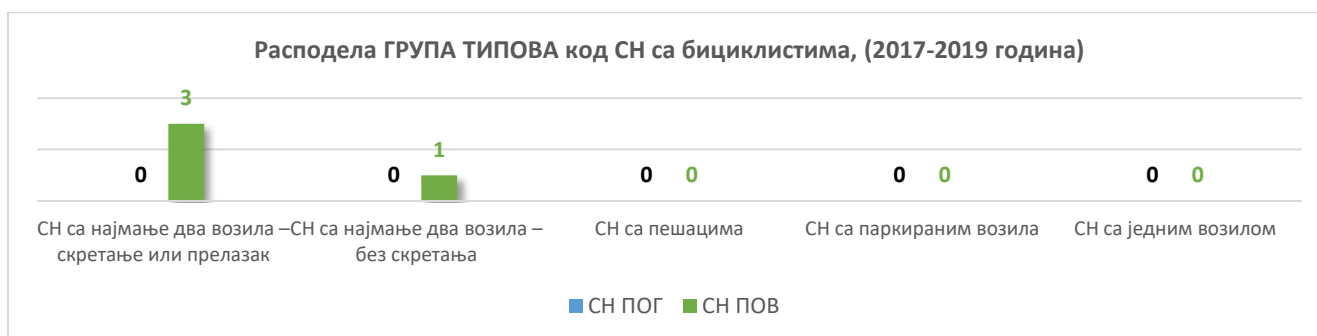 Расподела ГРУПА ТИПОВА код СН са бициклистима, (2017-2019 година)
3
0
0
1
0 0
0 0
0 0
СН са најмање два возила –
скретање или прелазак
СН са најмање два возила –
без скретања
СН са пешацима
СН са паркираним возила
СН са једним возилом
СН ПОГ
СН ПОВ